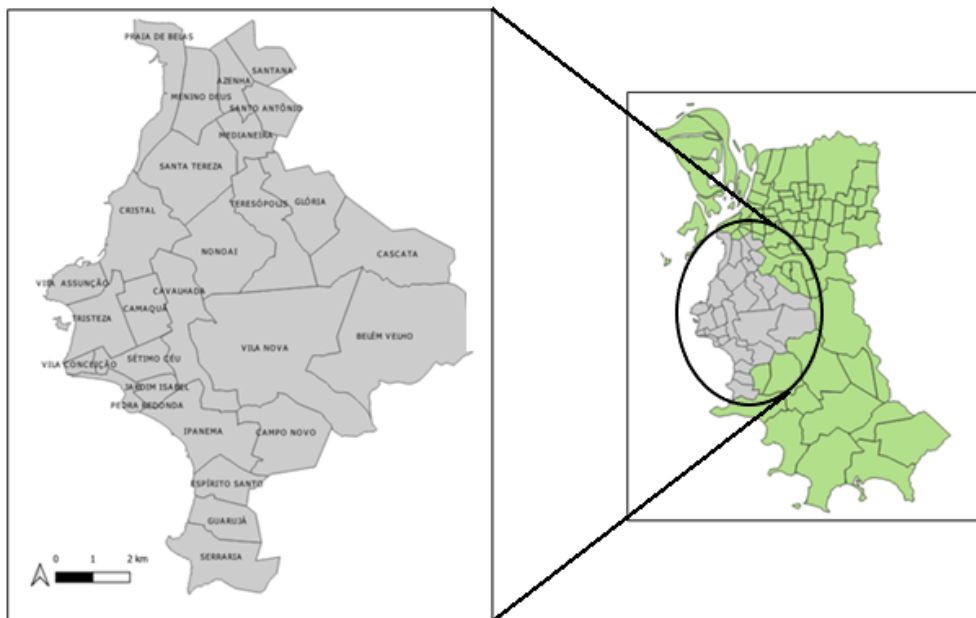 PRAIA DE BELAS
SANTANA
AZENHA
MENINO DEUS
SANTO ANTÔNIO
MEDIANEIRA
SANTA TEREZA
TERESÓPOLIS
GLÓRIA
CRISTAL
NONOAI
CASCATA
VILA ASSUNÇÃO
CAVALHADA
CAMAQUÃ
TRISTEZA
BELÉM VELHO
VILA NOVA
SÉTIMO CÉU
VILA CONCEIÇÃO
JARDIM ISABEL
PEDRA REDONDA
IPANEMA
CAMPO NOVO
ESPÍRITO SANTO
GUARUJÁ
SERRARIA
0 1 2 km